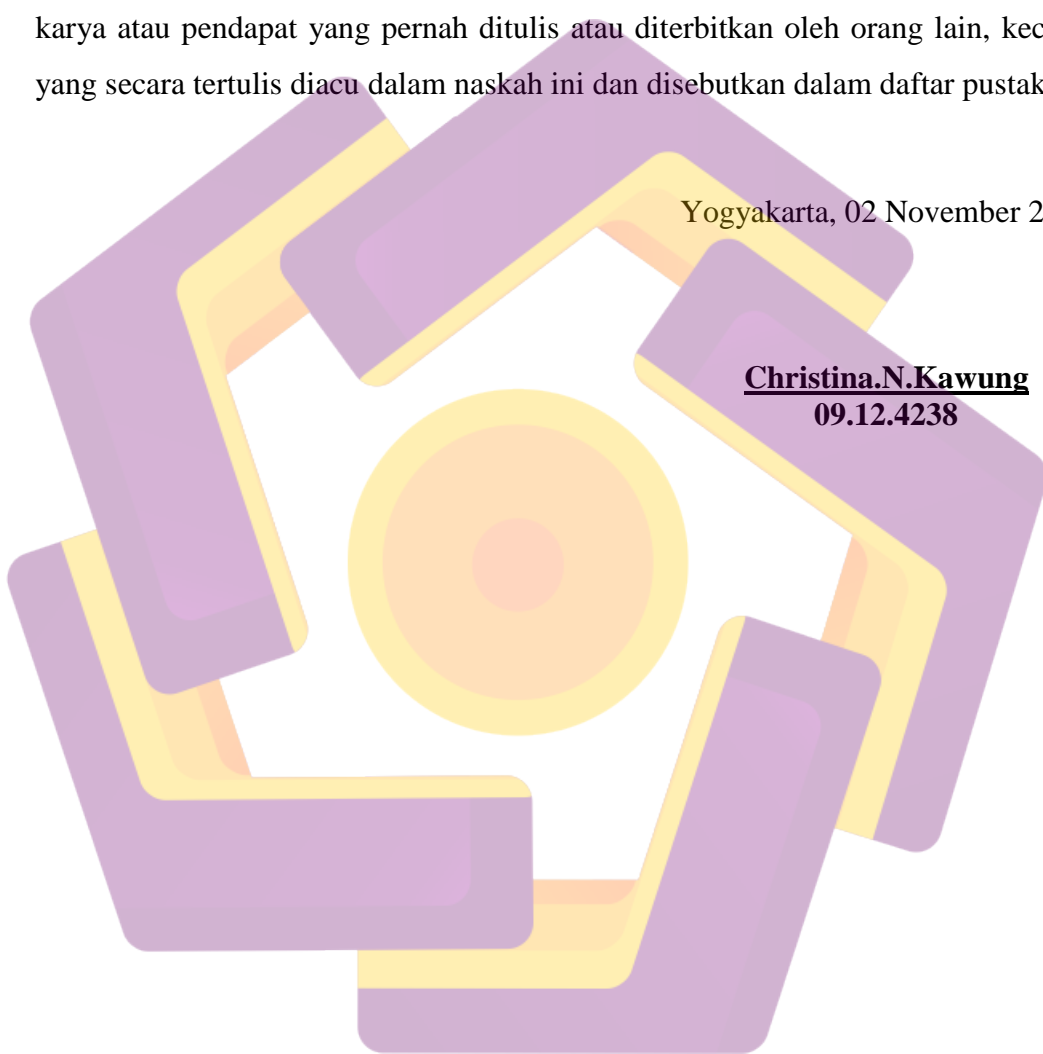 karya atau pendapat yang pernah ditulis atau diterbitkan oleh orang lain, kec
yang secara tertulis diacu dalam naskah ini dan disebutkan dalam daftar pustak
Yogyakarta, 02 November 2
Christina.N.Kawung
09.12.4238